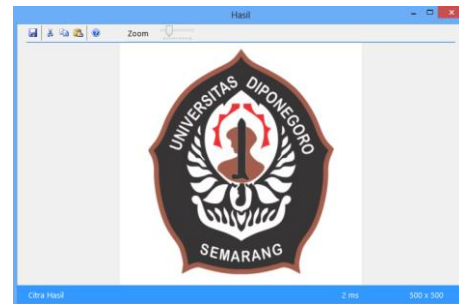 Hasil
Zoom
UNIVERSITAS DIPONEGORO
SEMARANG
Citra Hasil
2 ms
500 x 500